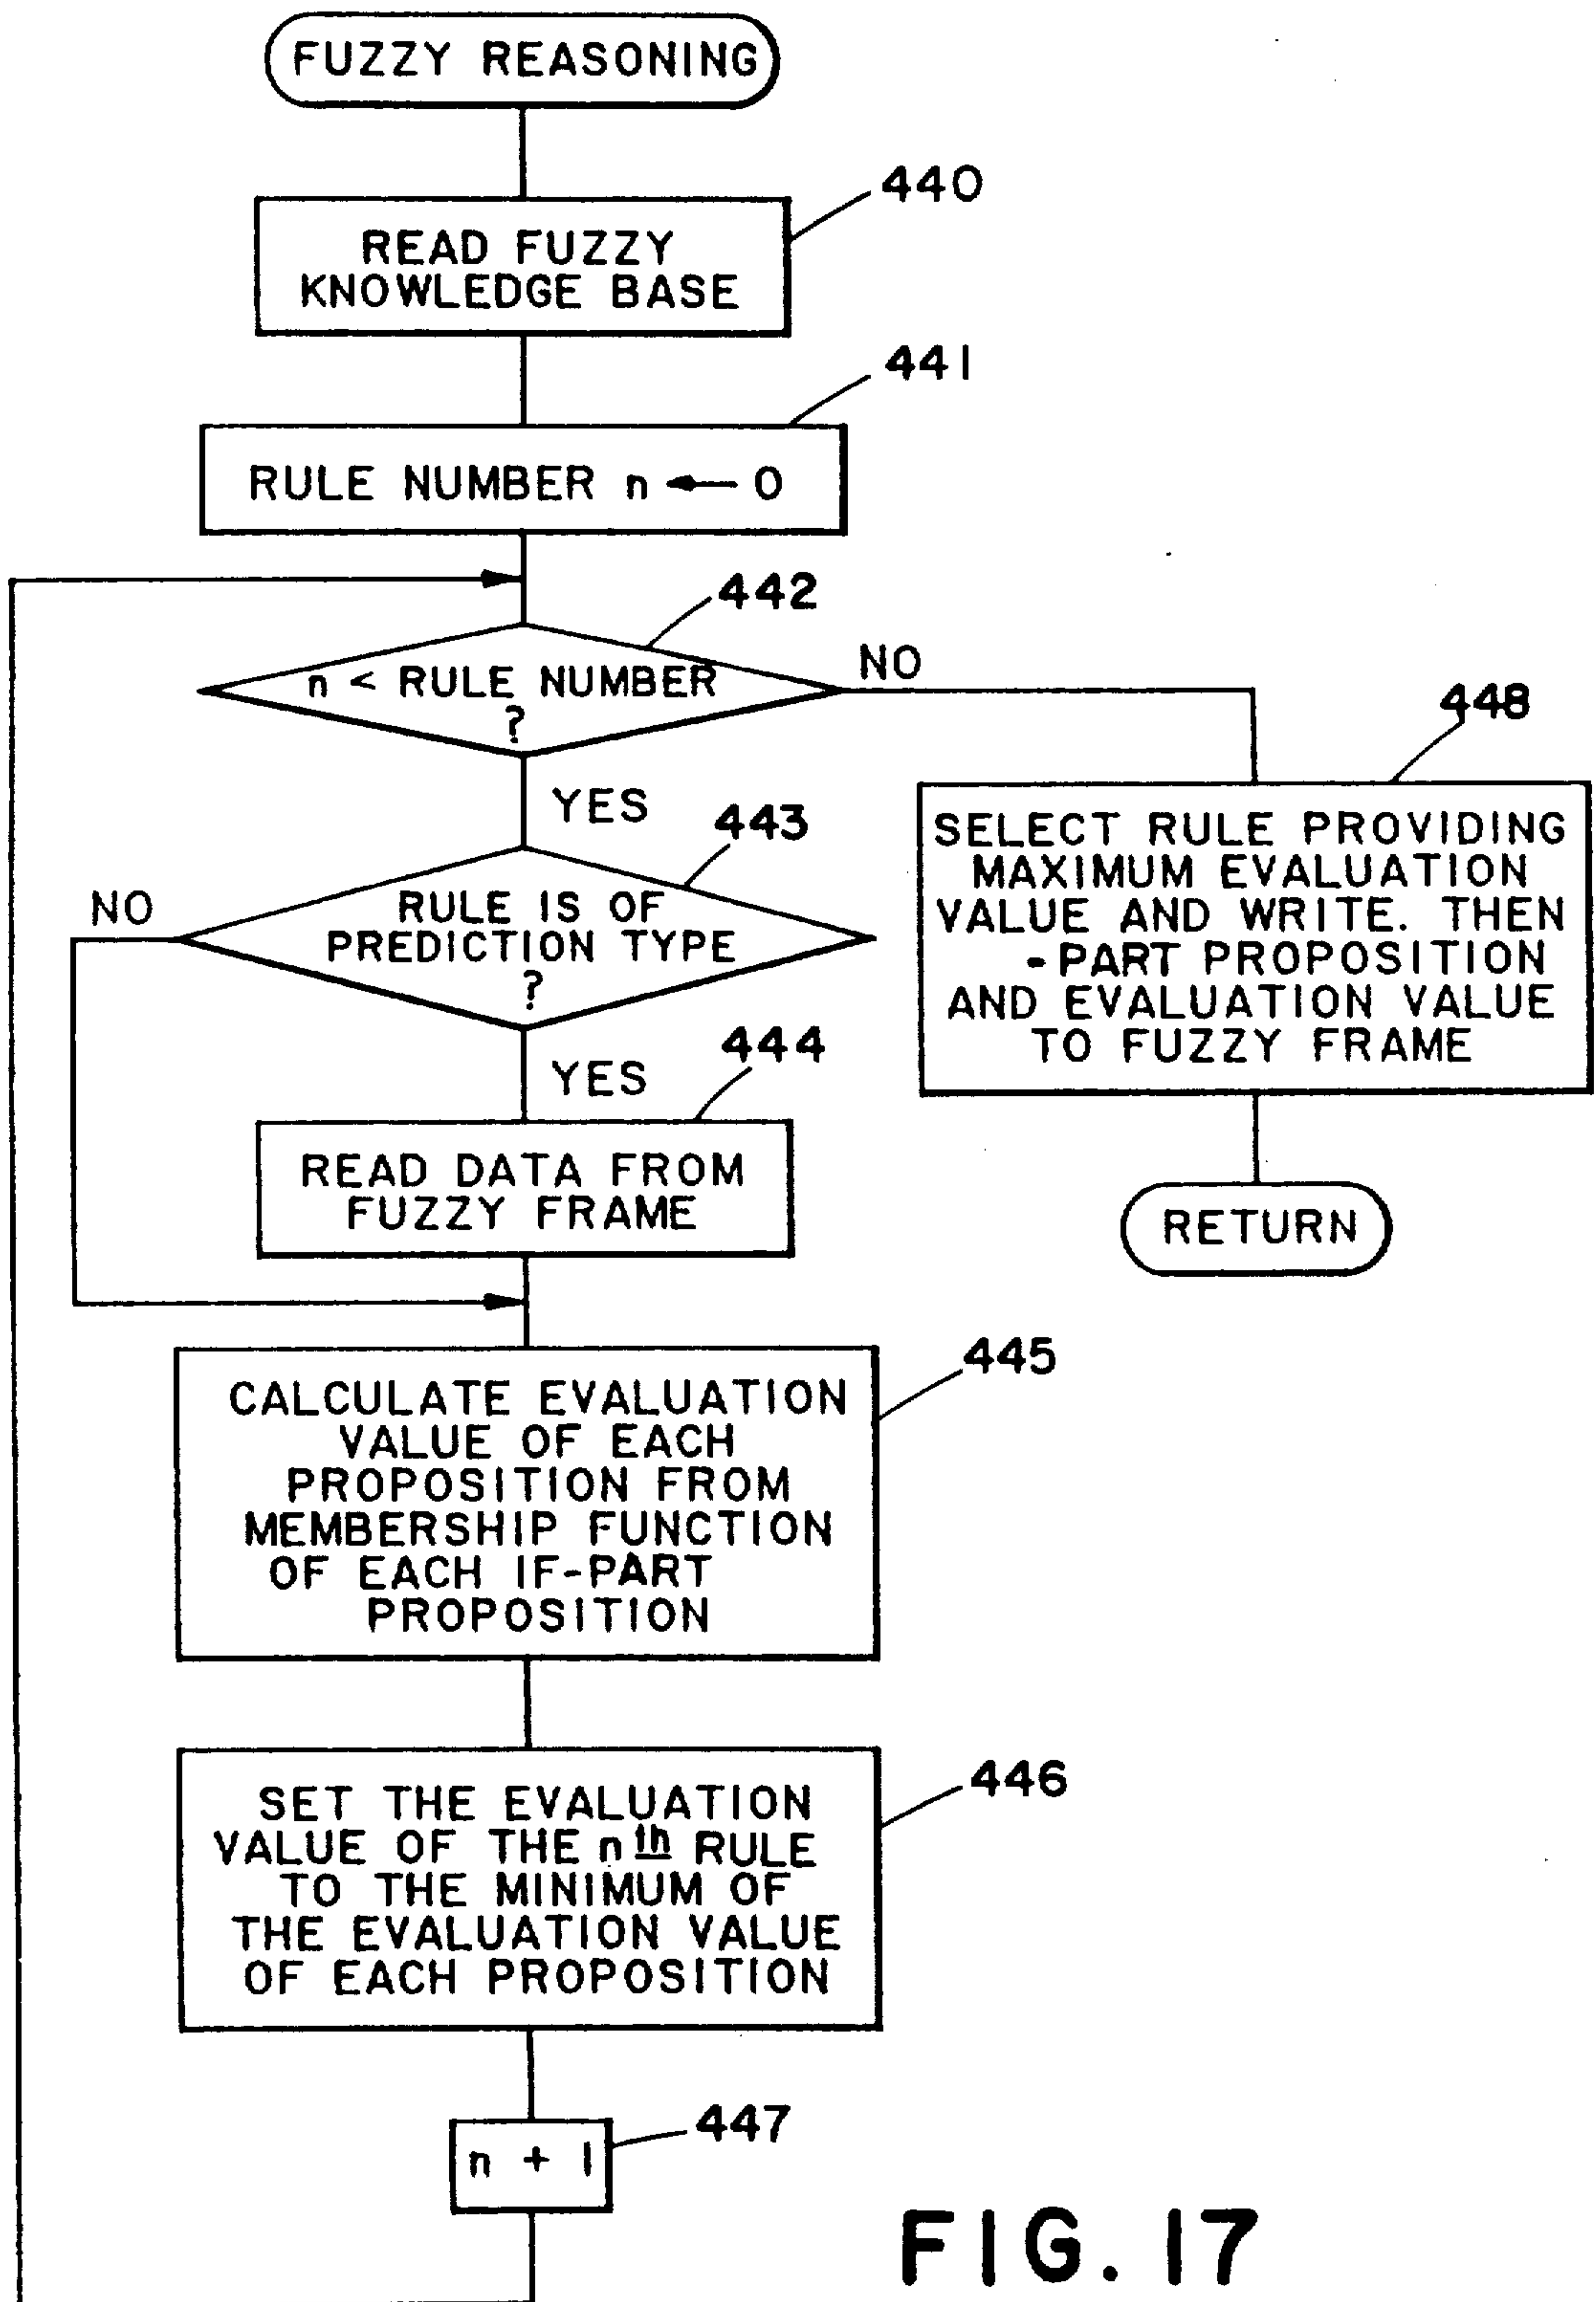 FUZZY REASONING
440
READ FUZZY
KNOWLEDGE BASE
441
RULE NUMBER n ← 0
442
n < RULE NUMBER
?
NO
YES
443
RULE IS OF
PREDICTION TYPE
?
NO
YES
444
READ DATA FROM
FUZZY FRAME
445
CALCULATE EVALUATION
VALUE OF EACH
PROPOSITION FROM
MEMBERSHIP FUNCTION
OF EACH IF-PART
PROPOSITION
446
SET THE EVALUATION
VALUE OF THE nth RULE
TO THE MINIMUM OF
THE EVALUATION VALUE
OF EACH PROPOSITION
447
n + 1
448
SELECT RULE PROVIDING
MAXIMUM EVALUATION
VALUE AND WRITE. THEN
-PART PROPOSITION
AND EVALUATION VALUE
TO FUZZY FRAME
RETURN
FIG. 17